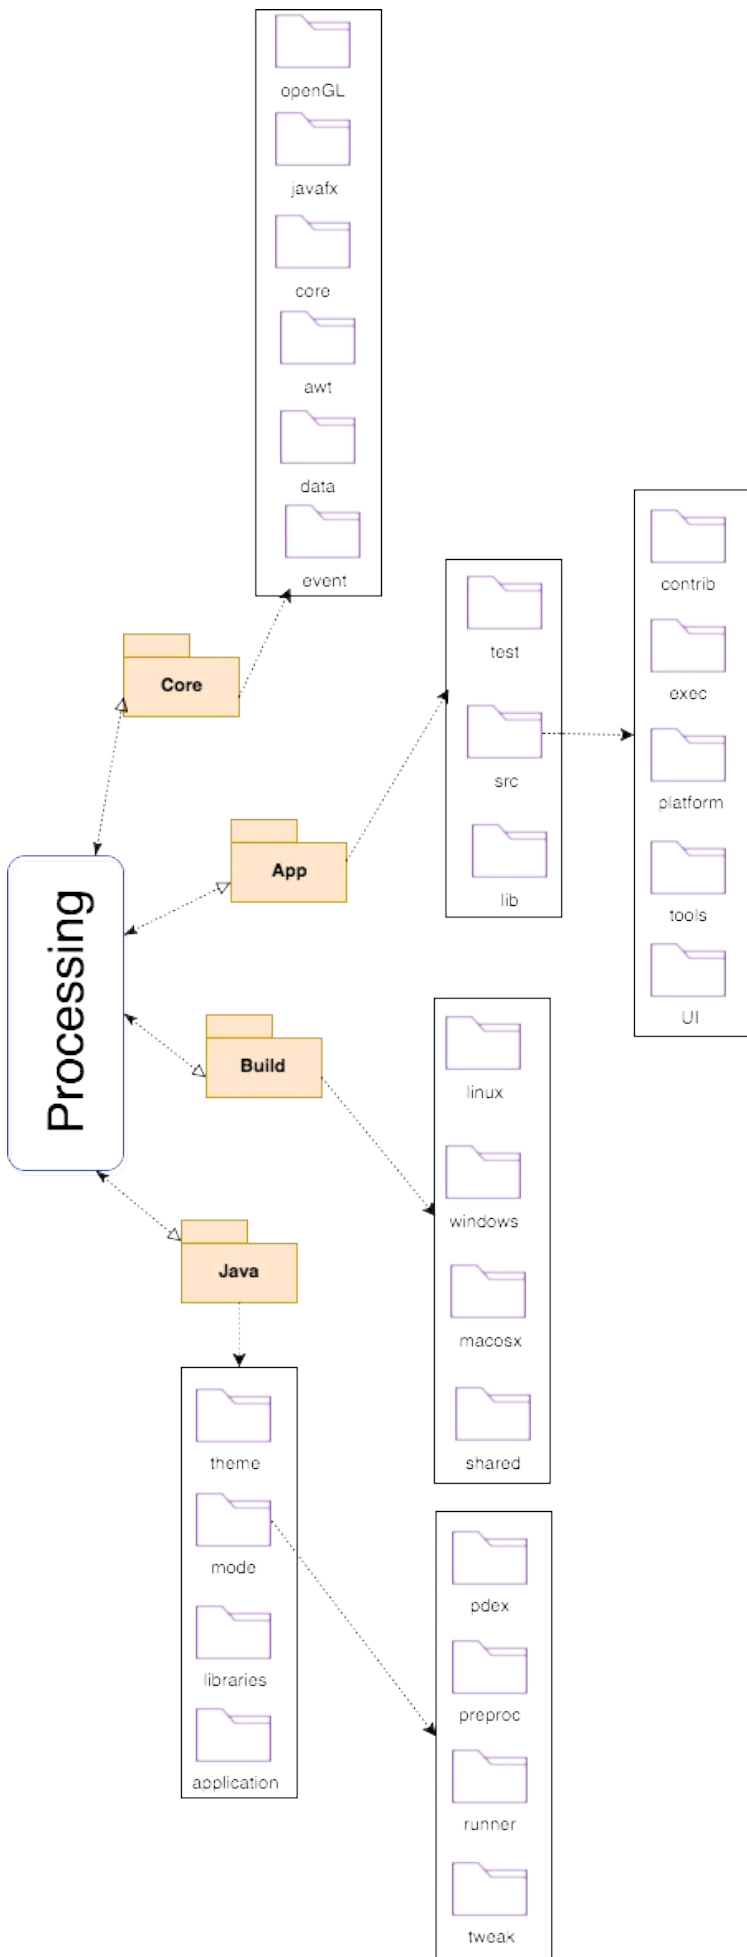 openGL
javafx
core
awt
data
event
Core
test
src
lib
contrib
exec
platform
tools
UI
App
Processing
Build
linux
windows
macosx
shared
Java
theme
mode
libraries
application
pdex
preproc
runner
tweak